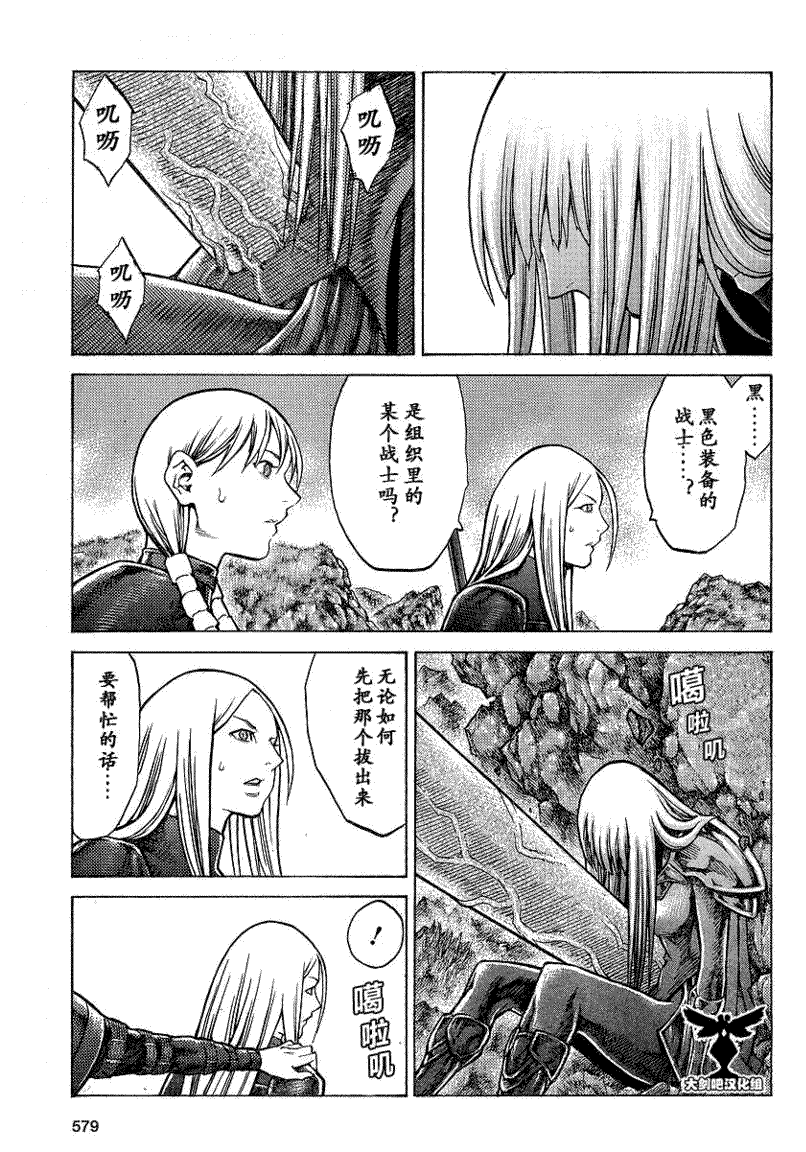 叽
呖
叽
呖
叽
呖
黑……
黑色装备的
战士……?
是组织里的
某个战士吗?
噶
啦
叽
无论如何
先把那个拔出来
要帮忙的话……
!
噶
啦
叽
大剑吧汉化组
579